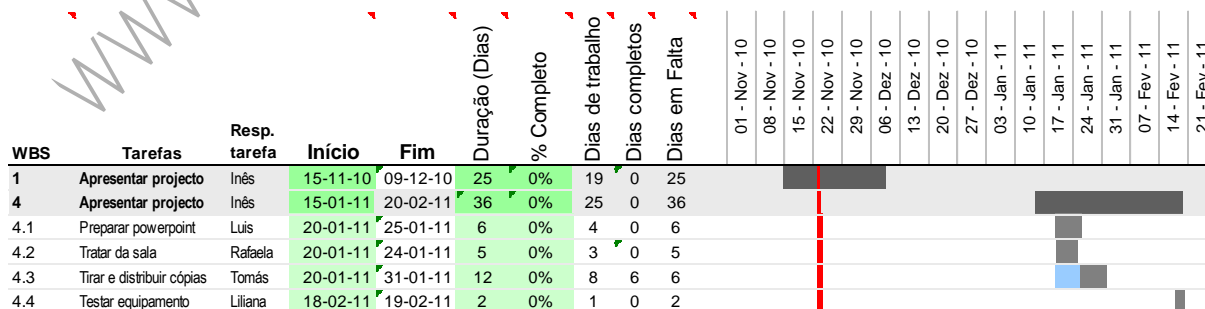 WWW
WBS Tarefas Resp. tarefa Início Fim Duração (Dias) % Completo Dias de trabalho Dias completos Dias em Falta 01 - Nov - 10 08 - Nov - 10 15 - Nov - 10 22 - Nov - 10 29 - Nov - 10 06 - Dez - 10 13 - Dez - 10 20 - Dez - 10 27 - Dez - 10 03 - Jan - 11 10 - Jan - 11 17 - Jan - 11 24 - Jan - 11 31 - Jan - 11 07 - Fev - 11 14 - Fev - 11 21 - Fev - 11
1 Apresentar projecto Inês 15-11-10 09-12-10 25 0% 19 0 25
4 Apresentar projecto Inês 15-01-11 20-02-11 36 0% 25 0 36
4.1 Preparar powerpoint Luis 20-01-11 25-01-11 6 0% 4 0 6
4.2 Tratar da sala Rafaela 20-01-11 24-01-11 5 0% 3 0 5
4.3 Tirar e distribuir cópias Tomás 20-01-11 31-01-11 12 0% 8 6 6
4.4 Testar equipamento Liliana 18-02-11 19-02-11 2 0% 1 0 2